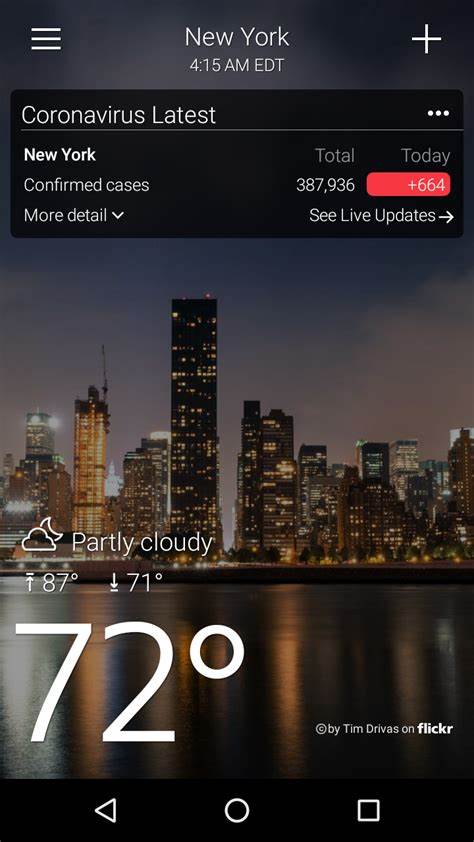 New York
4:15 AM EDT
Coronavirus Latest
New York Total Today
Confirmed cases 387,936 +664
More detail See Live Updates
Partly cloudy
87° 71°
72°
© by Tim Drivas on flickr